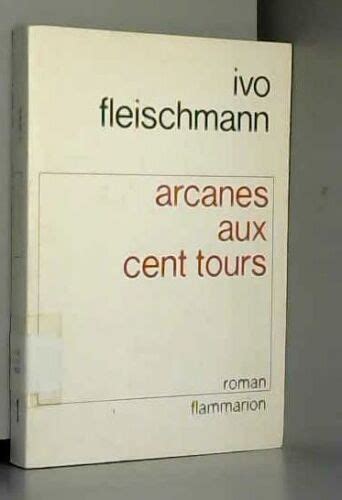 ivo
fleischmann
arcanes
aux
cent tours
roman
flammarion